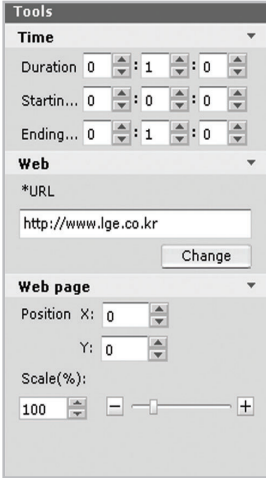 Tools
Time
Duration 0 : 1 : 0
Startin... 0 : 0 : 0
Ending... 0 : 1 : 0
Web
*URL
http://www.lge.co.kr
Change
Web page
Position X: 0
Y: 0
Scale(%):
100 − +